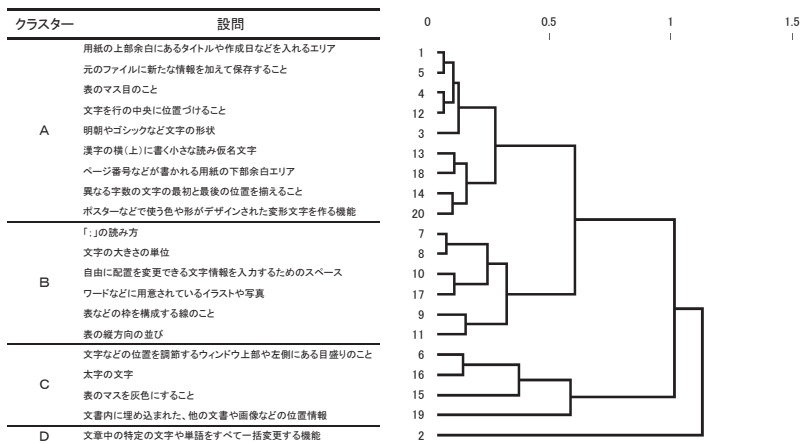 クラスター 設問 0 0.5 1 1.5
用紙の上部余白にあるタイトルや作成日などを入れるエリア 1
元のファイルに新たな情報を加えて保存すること 5
表のマス目のこと 4
文字を行の中央に位置づけること 12
A 明朝やゴシックなど文字の形状 3
漢字の横(上)に書く小さな読み仮名文字 13
ページ番号などが書かれる用紙の下部余白エリア 18
異なる字数の文字の最初と最後の位置を揃えること 14
ポスターなどで使う色や形がデザインされた変形文字を作る機能 20
「:」の読み方 7
文字の大きさの単位 8
B 自由に配置を変更できる文字情報を入力するためのスペース 10
ワードなどに用意されているイラストや写真 17
表などの枠を構成する線のこと 9
表の縦方向の並び 11
文字などの位置を調節するウィンドウ上部や左側にある目盛りのこと 6
C 太字の文字 16
表のマスを灰色にすること 15
文書内に埋め込まれた、他の文書や画像などの位置情報 19
D 文章中の特定の文字や単語をすべて一括変更する機能 2